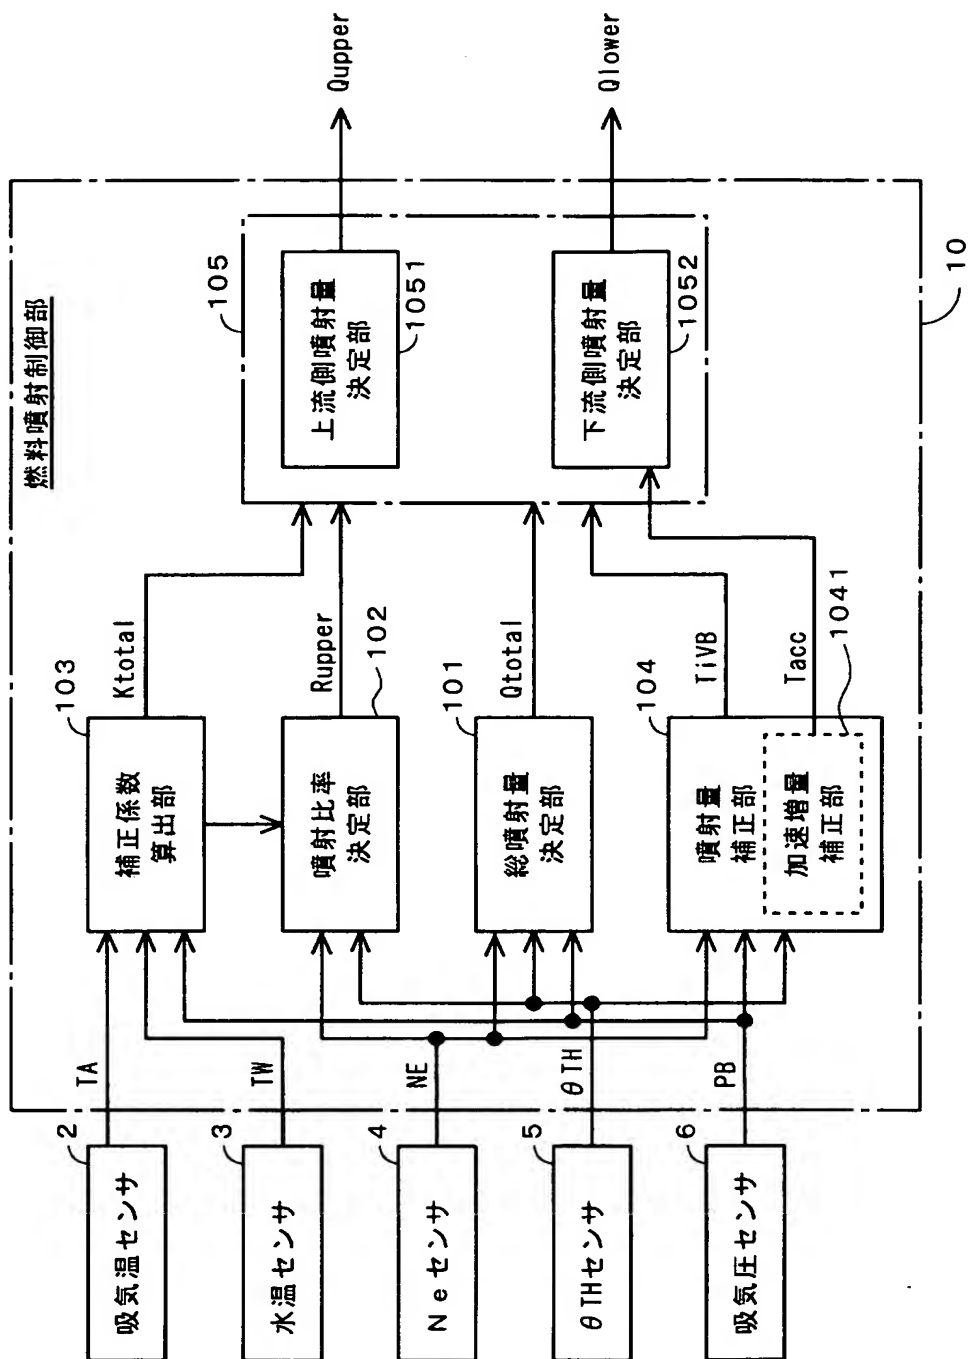 燃料噴射制御部
10
2
吸気温センサ
TA
3
水温センサ
TW
4
Neセンサ
NE
5
θTHセンサ
θTH
6
吸気圧センサ
PB
103
補正係数
算出部
Ktotal
102
噴射比率
決定部
Rupper
101
総噴射量
決定部
Qtotal
104
噴射量
補正部
TiVB
1041
加速増量
補正部
Tacc
105
上流側噴射量
決定部
1051
Qupper
下流側噴射量
決定部
1052
Qlower